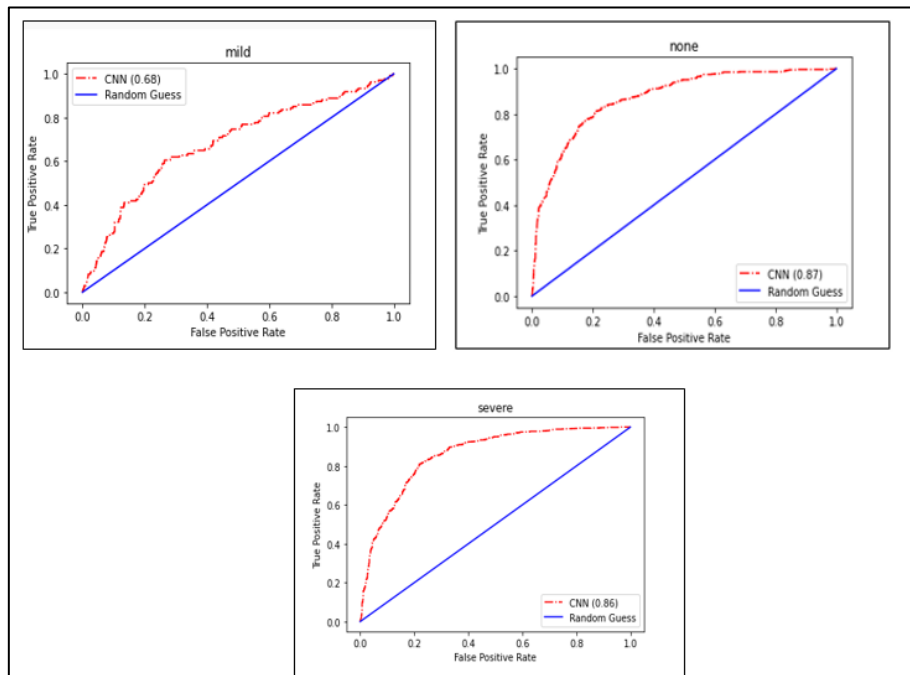 mild
1.0
0.8
0.6
0.4
0.2
0.0
True Positive Rate
CNN (0.68)
Random Guess
0.0 0.2 0.4 0.6 0.8 1.0
False Positive Rate
none
1.0
0.8
0.6
0.4
0.2
0.0
True Positive Rate
CNN (0.87)
Random Guess
0.0 0.2 0.4 0.6 0.8 1.0
False Positive Rate
severe
1.0
0.8
0.6
0.4
0.2
0.0
True Positive Rate
CNN (0.86)
Random Guess
0.0 0.2 0.4 0.6 0.8 1.0
False Positive Rate